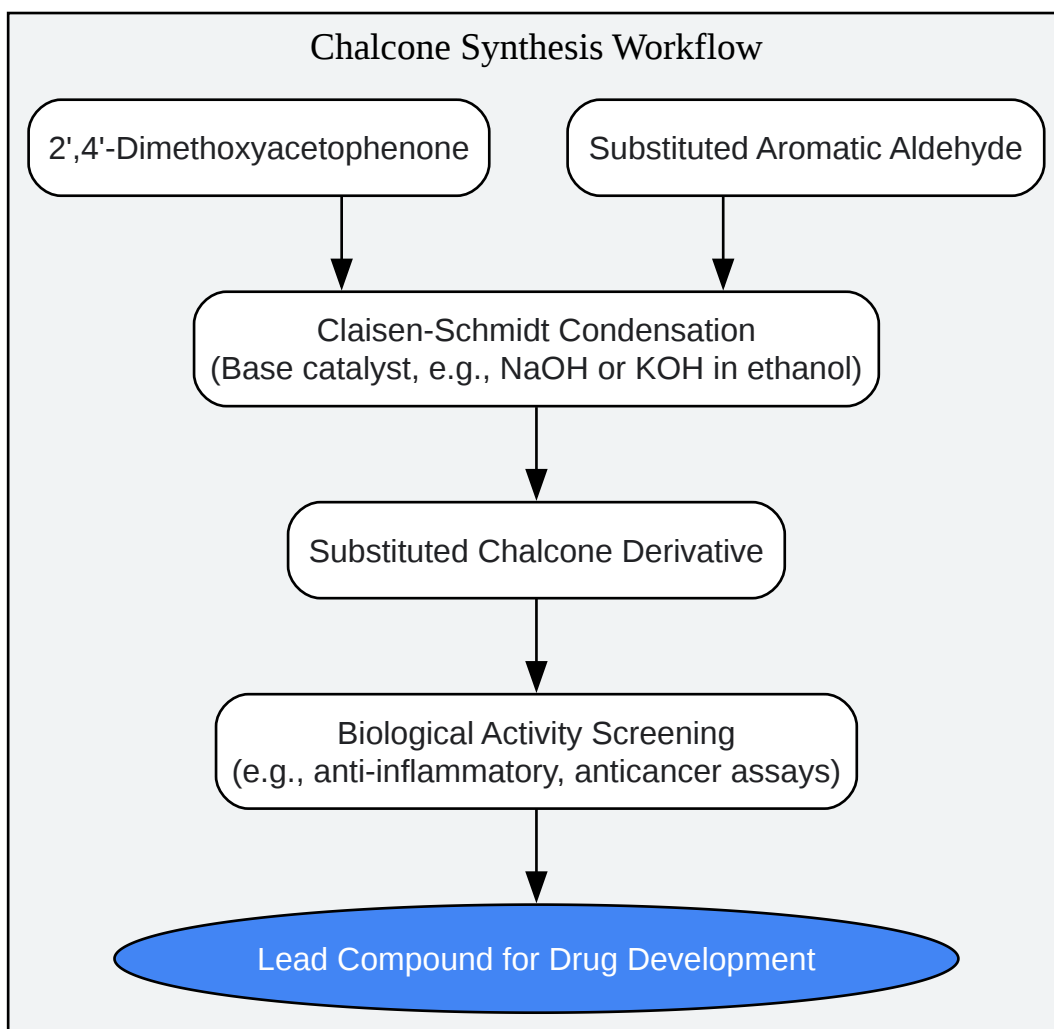 Chalcone Synthesis Workflow
2',4'-Dimethoxyacetophenone
Substituted Aromatic Aldehyde
Claisen-Schmidt Condensation
(Base catalyst, e.g., NaOH or KOH in ethanol)
Substituted Chalcone Derivative
Biological Activity Screening
(e.g., anti-inflammatory, anticancer assays)
Lead Compound for Drug Development